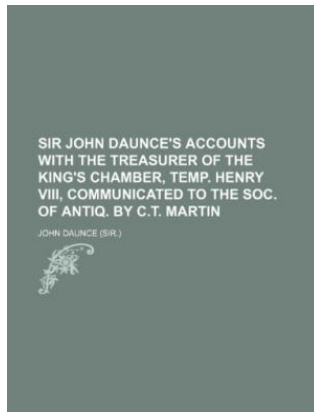 SIR JOHN DAUNCE'S ACCOUNTS
WITH THE TREASURER OF THE
KING'S CHAMBER, TEMP. HENRY
VIII, COMMUNICATED TO THE SOC.
OF ANTIQ. BY C.T. MARTIN
JOHN DAUNCE (SIR.)